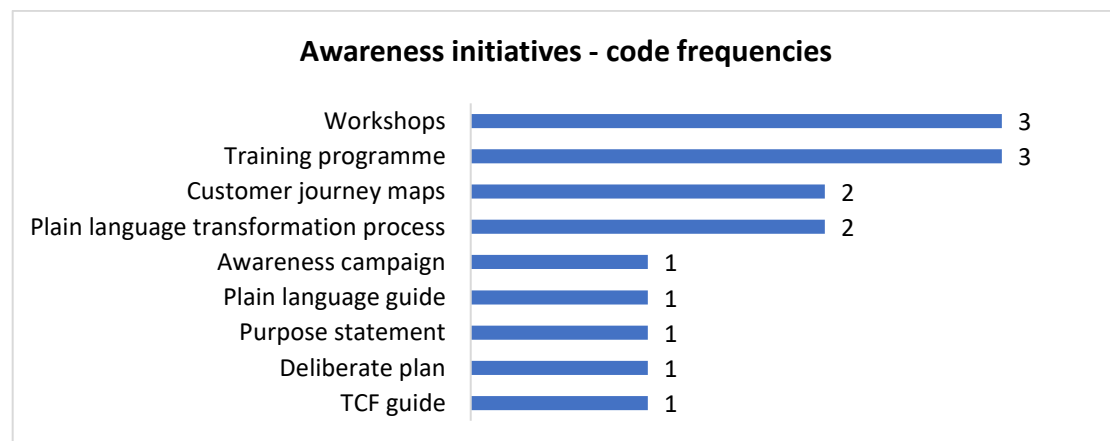 Awareness initiatives - code frequencies
Workshops 3
Training programme 3
Customer journey maps 2
Plain language transformation process 2
Awareness campaign 1
Plain language guide 1
Purpose statement 1
Deliberate plan 1
TCF guide 1